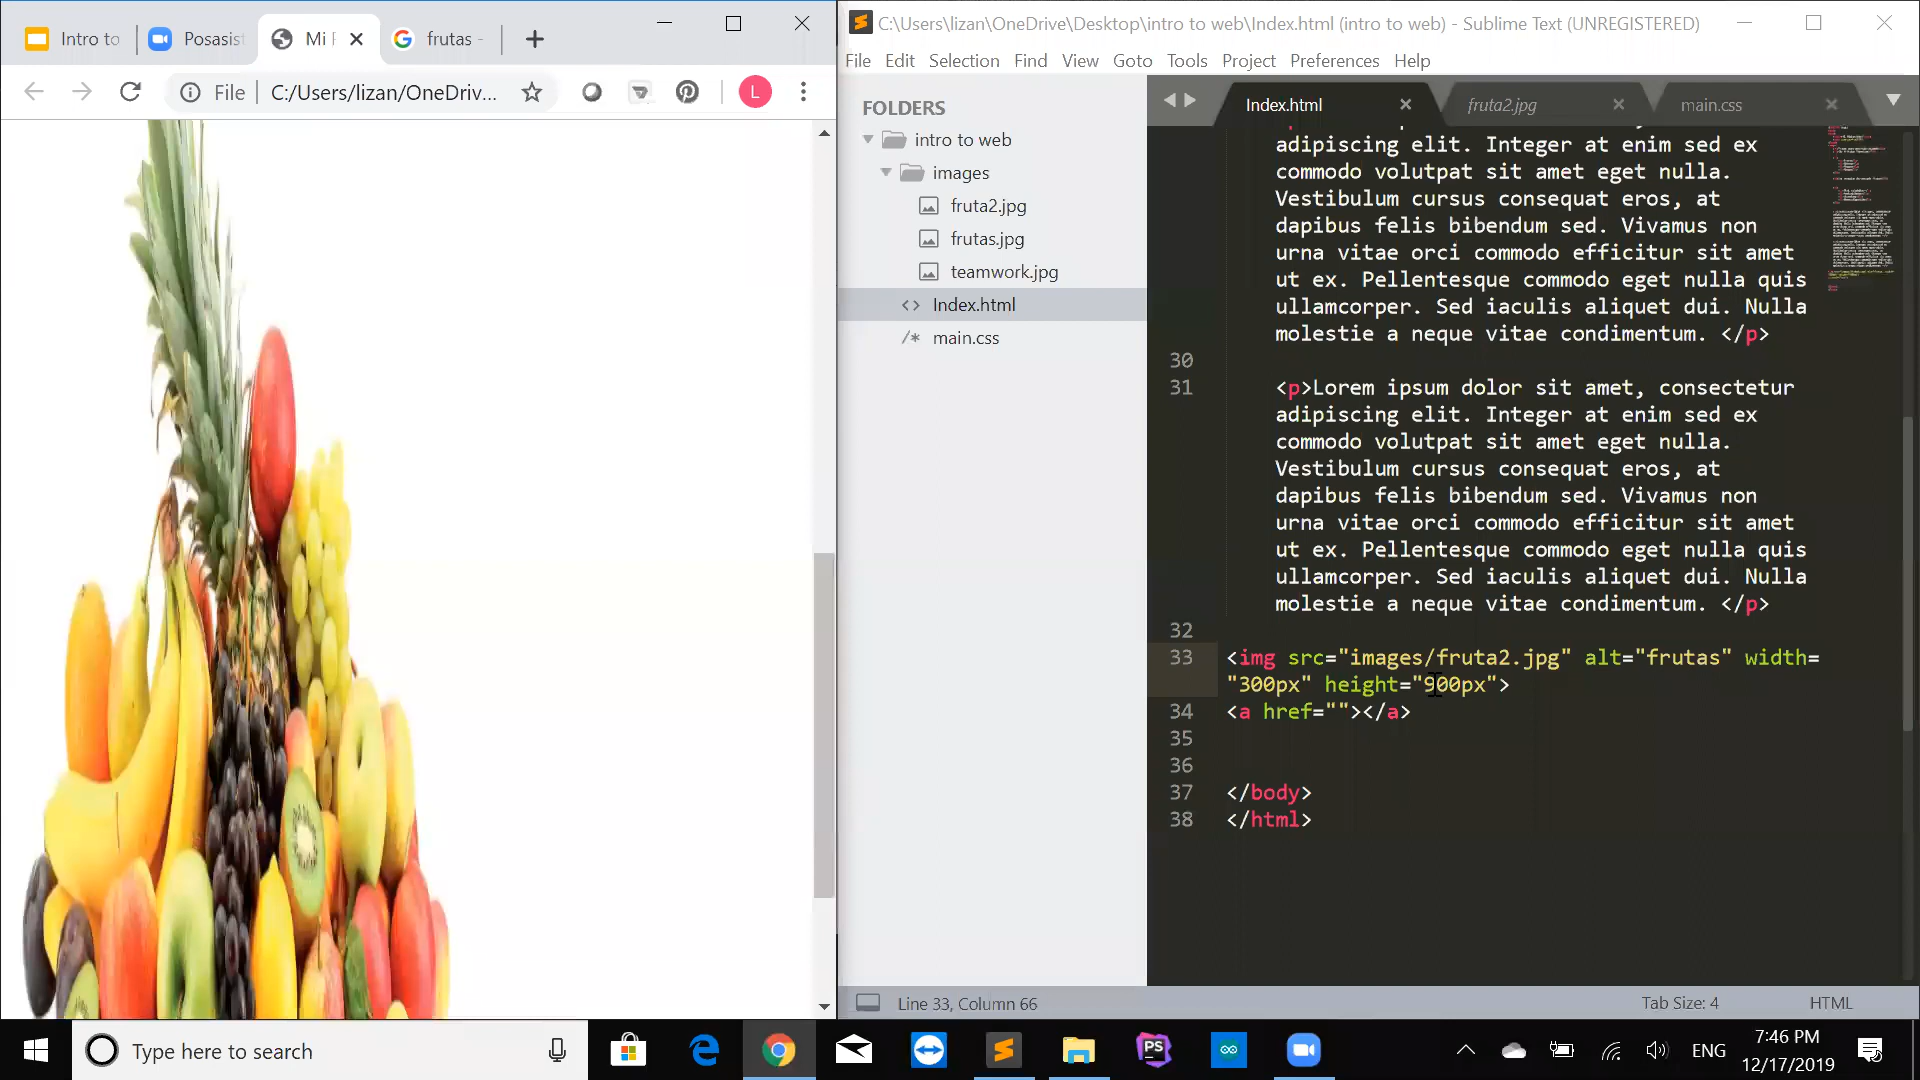 Intro to
Posasist
Mi F
frutas -
File
C:/Users/lizan/OneDriv...
L
C:\Users\lizan\OneDrive\Desktop\intro to web\Index.html (intro to web) - Sublime Text (UNREGISTERED)
File Edit Selection Find View Goto Tools Project Preferences Help
FOLDERS
intro to web
images
fruta2.jpg
frutas.jpg
teamwork.jpg
<> Index.html
/* main.css
Index.html
fruta2.jpg
main.css
adipiscing elit. Integer at enim sed ex
commodo volutpat sit amet eget nulla.
Vestibulum cursus consequat eros, at
dapibus felis bibendum sed. Vivamus non
urna vitae orci commodo efficitur sit amet
ut ex. Pellentesque commodo eget nulla quis
ullamcorper. Sed iaculis aliquet dui. Nulla
molestie a neque vitae condimentum. </p>
30
31 <p>Lorem ipsum dolor sit amet, consectetur
adipiscing elit. Integer at enim sed ex
commodo volutpat sit amet eget nulla.
Vestibulum cursus consequat eros, at
dapibus felis bibendum sed. Vivamus non
urna vitae orci commodo efficitur sit amet
ut ex. Pellentesque commodo eget nulla quis
ullamcorper. Sed iaculis aliquet dui. Nulla
molestie a neque vitae condimentum. </p>
32
33 <img src="images/fruta2.jpg" alt="frutas" width=
"300px" height="900px">
34 <a href=""></a>
35
36
37 </body>
38 </html>
Line 33, Column 66
Tab Size: 4
HTML
Type here to search
PS
ENG
7:46 PM
12/17/2019